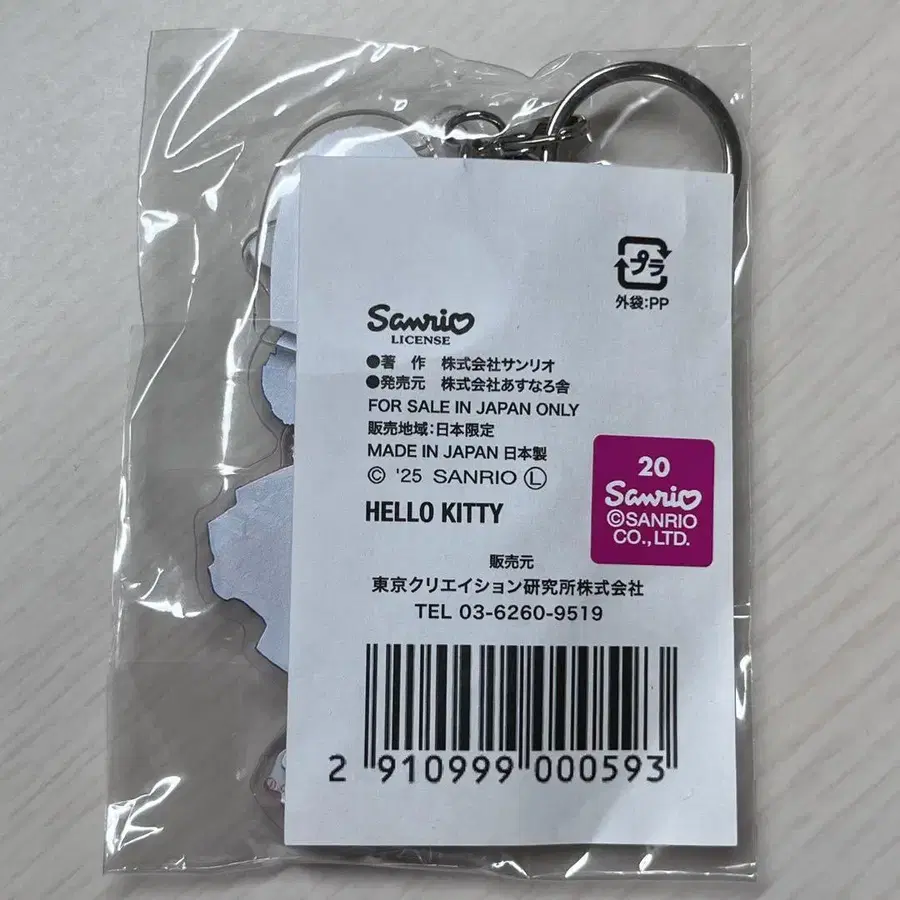 プラ
外袋:PP
Sanrio
LICENSE
●著 作 株式会社サンリオ
●発売元 株式会社あすなろ舎
FOR SALE IN JAPAN ONLY
販売地域:日本限定
MADE IN JAPAN 日本製
© '25 SANRIO Ⓛ
HELLO KITTY
20
Sanrio
©SANRIO
CO.,LTD.
販売元
東京クリエイション研究所株式会社
TEL 03-6260-9519
2 910999 000593